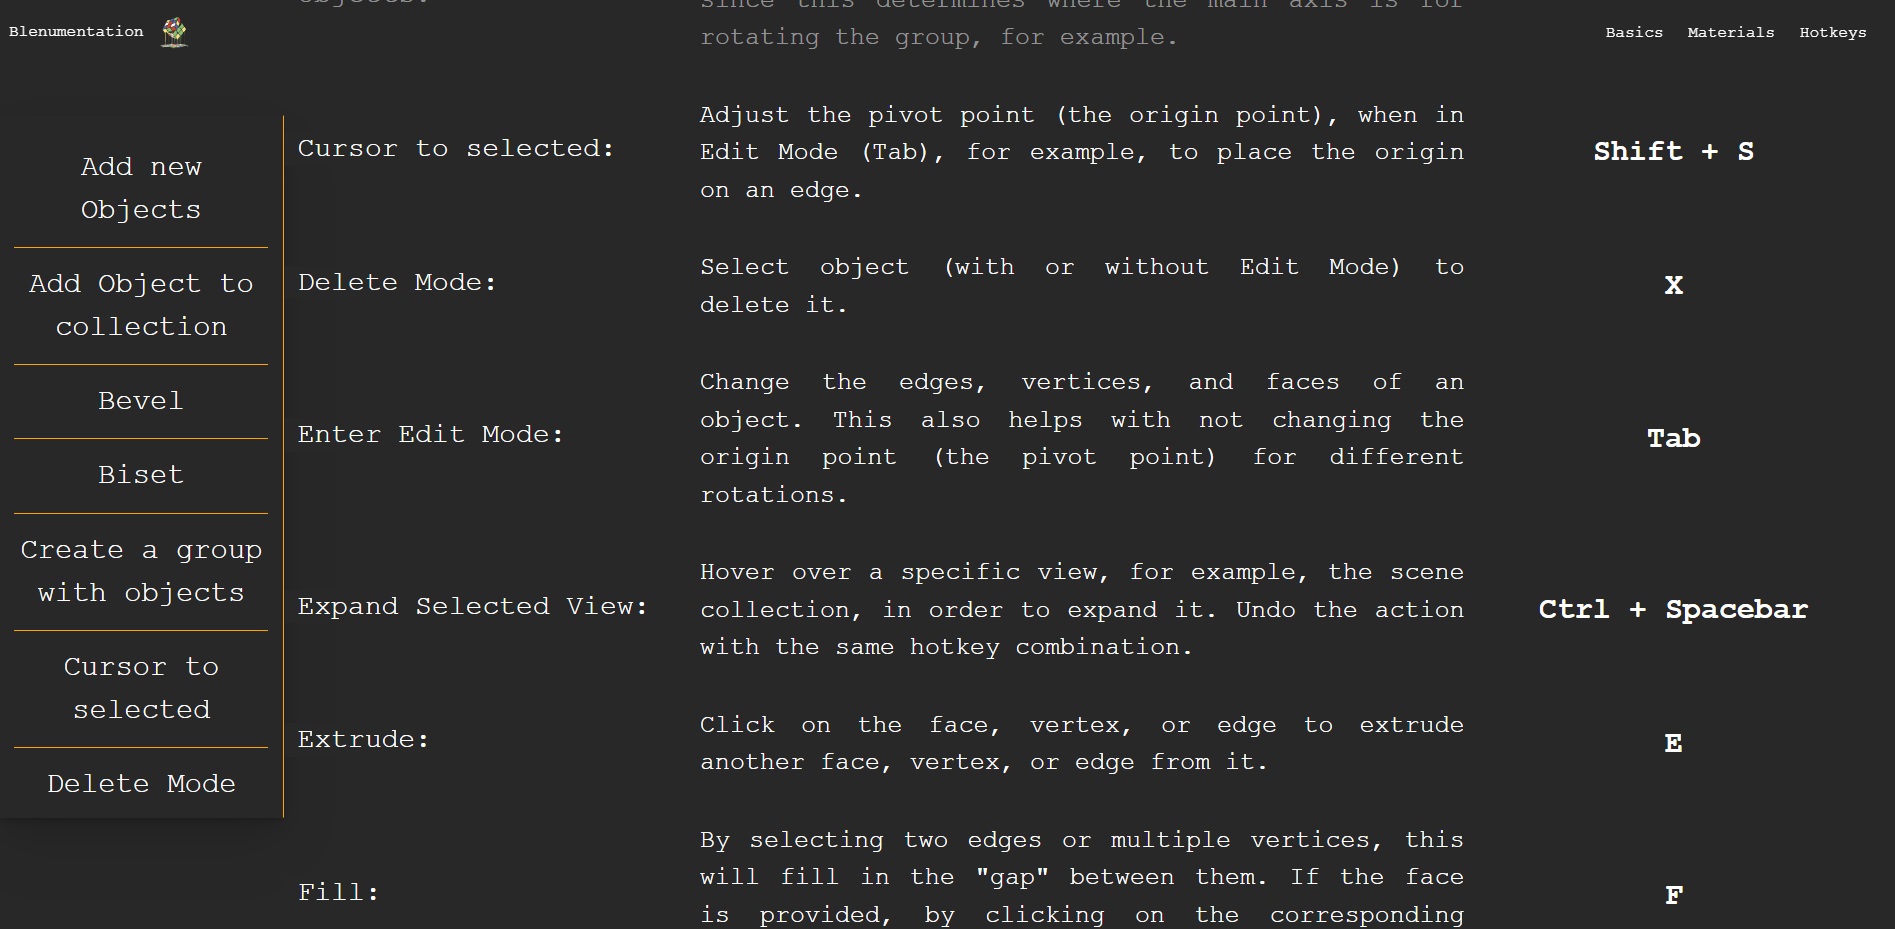 objects:
since this determines where the main axis is for
rotating the group, for example.
Blenumentation
Basics Materials Hotkeys
Add new
Objects
Add Object to
collection
Bevel
Biset
Create a group
with objects
Cursor to
selected
Delete Mode
Cursor to selected:
Adjust the pivot point (the origin point), when in
Edit Mode (Tab), for example, to place the origin
on an edge.
Shift + S
Delete Mode:
Select object (with or without Edit Mode) to
delete it.
X
Enter Edit Mode:
Change the edges, vertices, and faces of an
object. This also helps with not changing the
origin point (the pivot point) for different
rotations.
Tab
Expand Selected View:
Hover over a specific view, for example, the scene
collection, in order to expand it. Undo the action
with the same hotkey combination.
Ctrl + Spacebar
Extrude:
Click on the face, vertex, or edge to extrude
another face, vertex, or edge from it.
E
Fill:
By selecting two edges or multiple vertices, this
will fill in the "gap" between them. If the face
is provided, by clicking on the corresponding
F